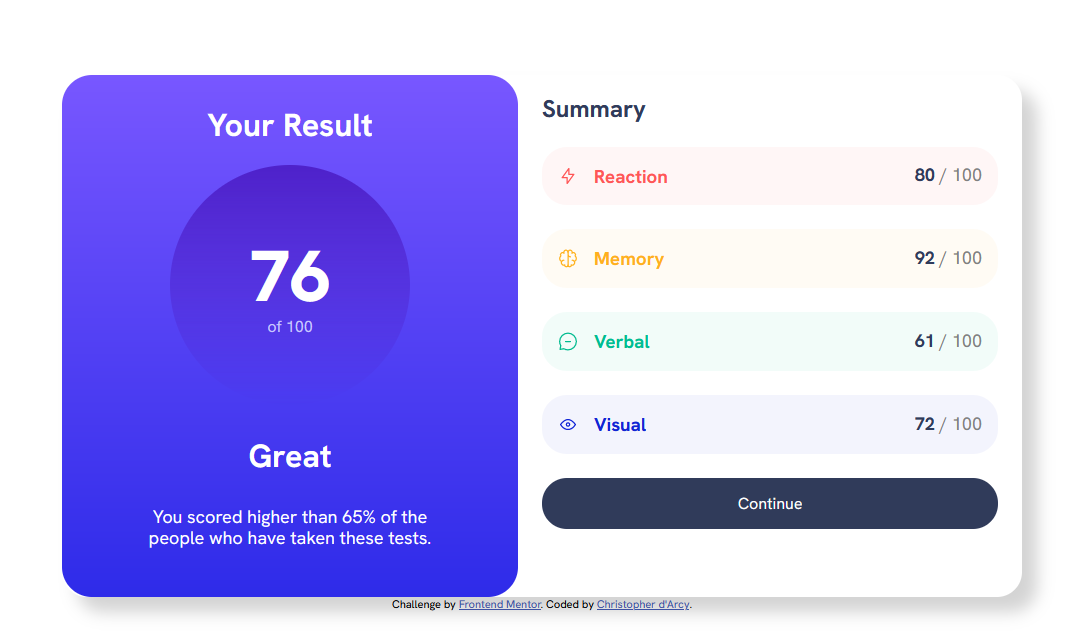 Your Result
76
of 100
Great
You scored higher than 65% of the
people who have taken these tests.
Summary
Reaction 80 / 100
Memory 92 / 100
Verbal 61 / 100
Visual 72 / 100
Continue
Challenge by Frontend Mentor. Coded by Christopher d'Arcy.